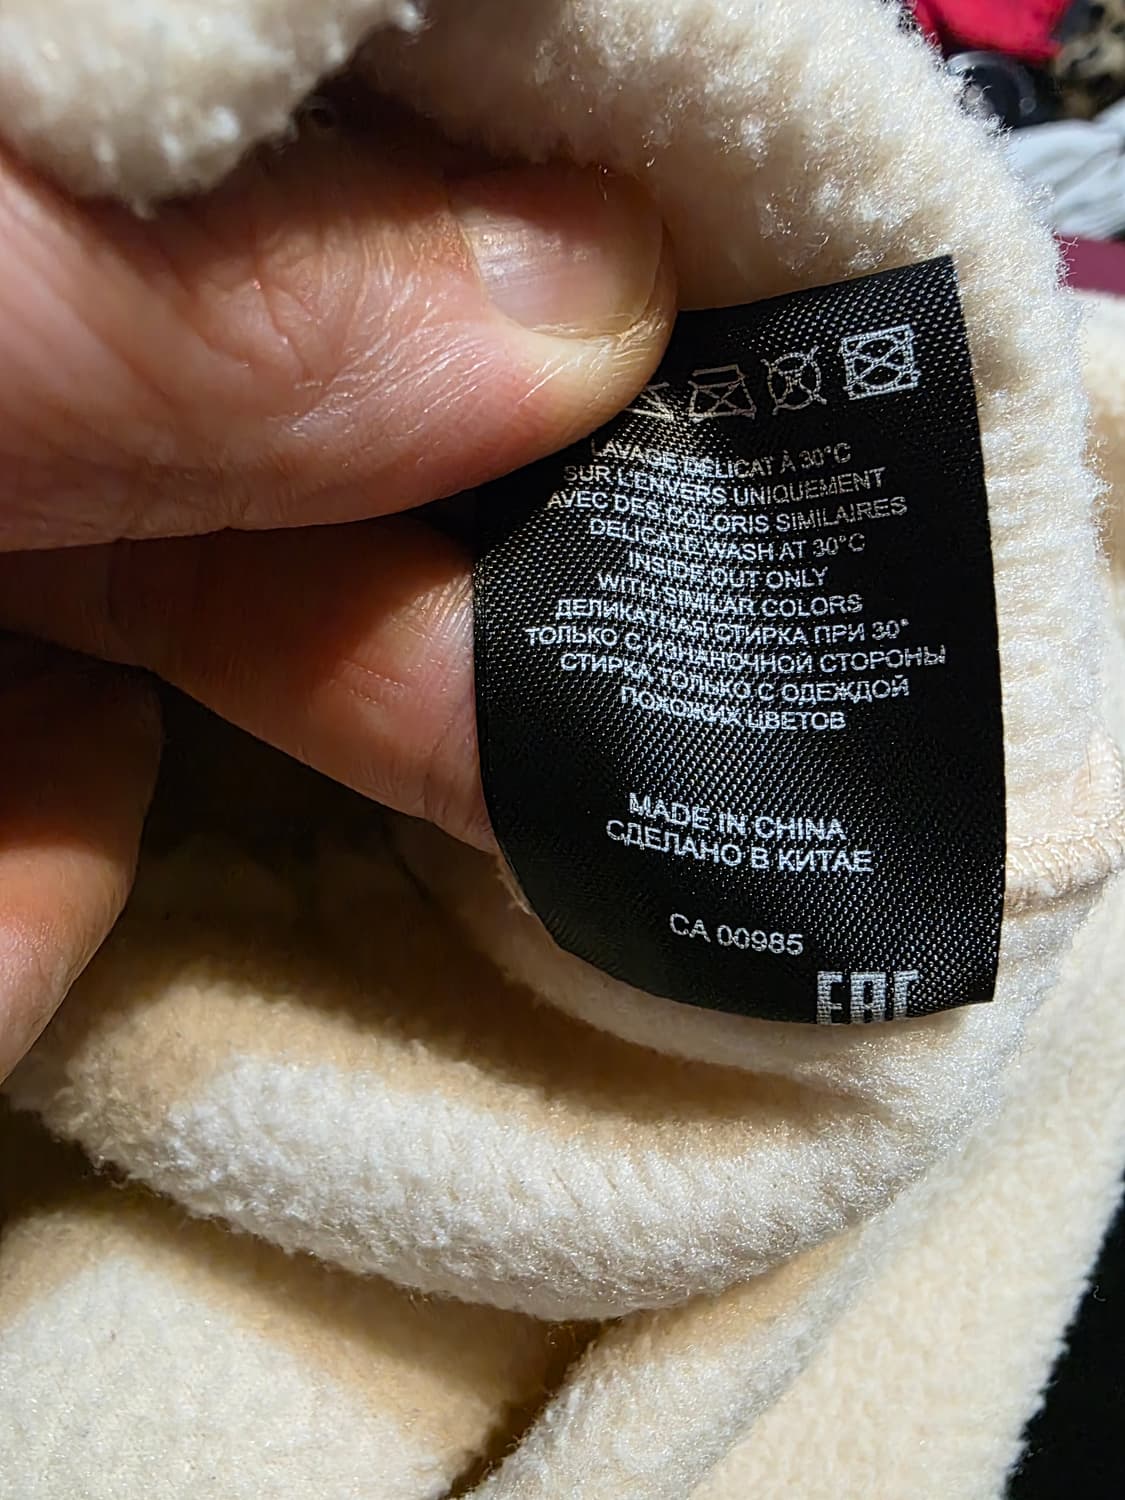 LAVAGE DELICAT À 30°C
SUR L'ENVERS UNIQUEMENT
AVEC DES COLORIS SIMILAIRES
DELICATE WASH AT 30°C
INSIDE OUT ONLY
WITH SIMILAR COLORS
ДЕЛИКАТНАЯ СТИРКА ПРИ 30°
ТОЛЬКО С ИЗНАНОЧНОЙ СТОРОНЫ
СТИРКА ТОЛЬКО С ОДЕЖДОЙ
ПОХОЖИХ ЦВЕТОВ
MADE IN CHINA
СДЕЛАНО В КИТАЕ
CA 00985
EAC